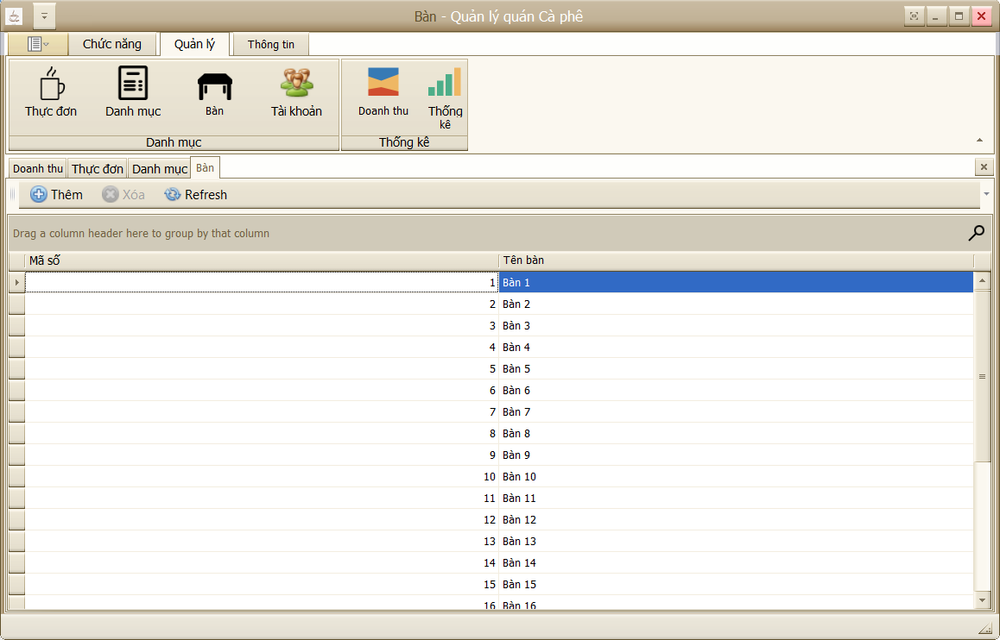 Bàn - Quản lý quán Cà phê
Chức năng
Quản lý
Thông tin
Thực đơn
Danh mục
Bàn
Tài khoản
Doanh thu
Thống kê
Danh mục
Thống kê
Doanh thu
Thực đơn
Danh mục
Bàn
Thêm
Xóa
Refresh
Drag a column header here to group by that column
Mã số Tên bàn
1 Bàn 1
2 Bàn 2
3 Bàn 3
4 Bàn 4
5 Bàn 5
6 Bàn 6
7 Bàn 7
8 Bàn 8
9 Bàn 9
10 Bàn 10
11 Bàn 11
12 Bàn 12
13 Bàn 13
14 Bàn 14
15 Bàn 15
16 Bàn 16